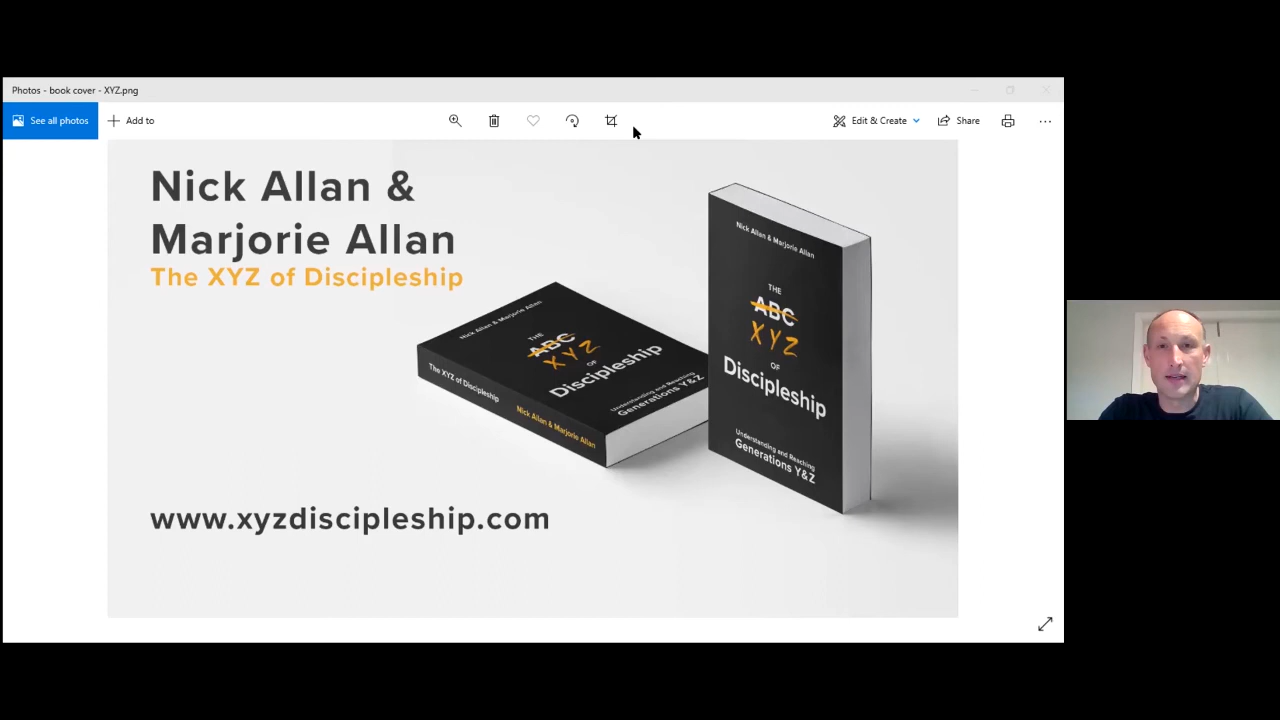 Photos - book cover - XYZ.png
See all photos
Add to
Edit & Create
Share
Nick Allan &
Marjorie Allan
The XYZ of Discipleship
www.xyzdiscipleship.com
Nick Allan & Marjorie Allan
THE
ABC
XYZ
OF
Discipleship
Understanding and Reaching
Generations Y&Z
The XYZ of Discipleship
Nick Allan & Marjorie Allan
Nick Allan & Marjorie Allan
THE
ABC
XYZ
OF
Discipleship
Understanding and Reaching
Generations Y&Z